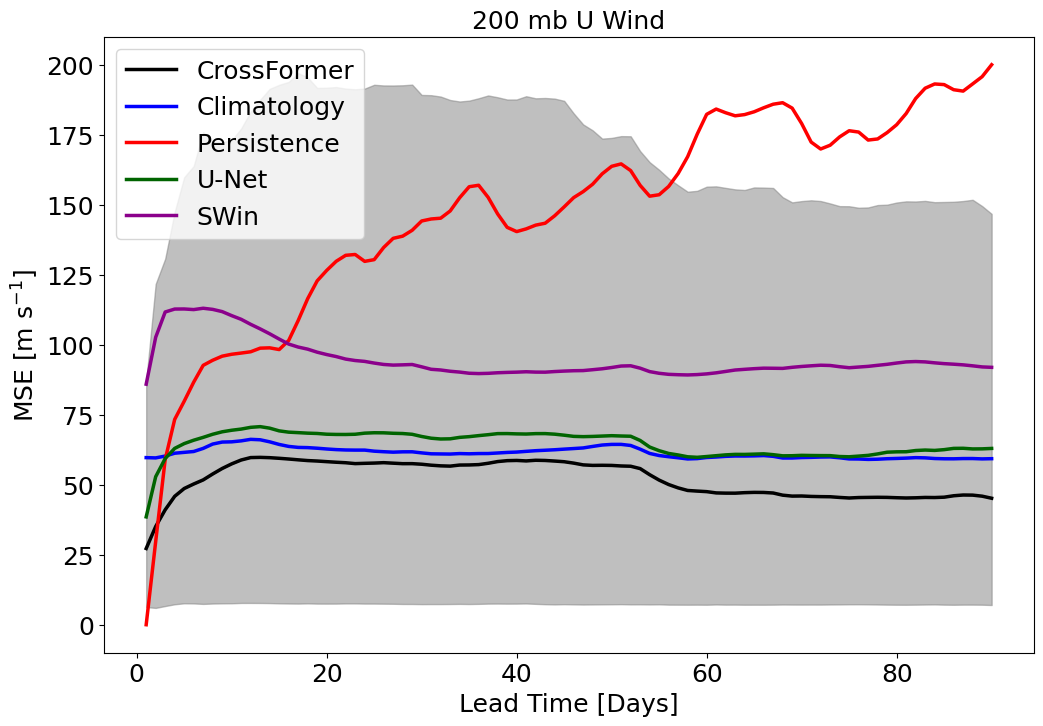 200 mb U Wind
CrossFormer
Climatology
Persistence
U-Net
SWin
MSE [m s⁻¹]
200
175
150
125
100
75
50
25
0
0 20 40 60 80
Lead Time [Days]